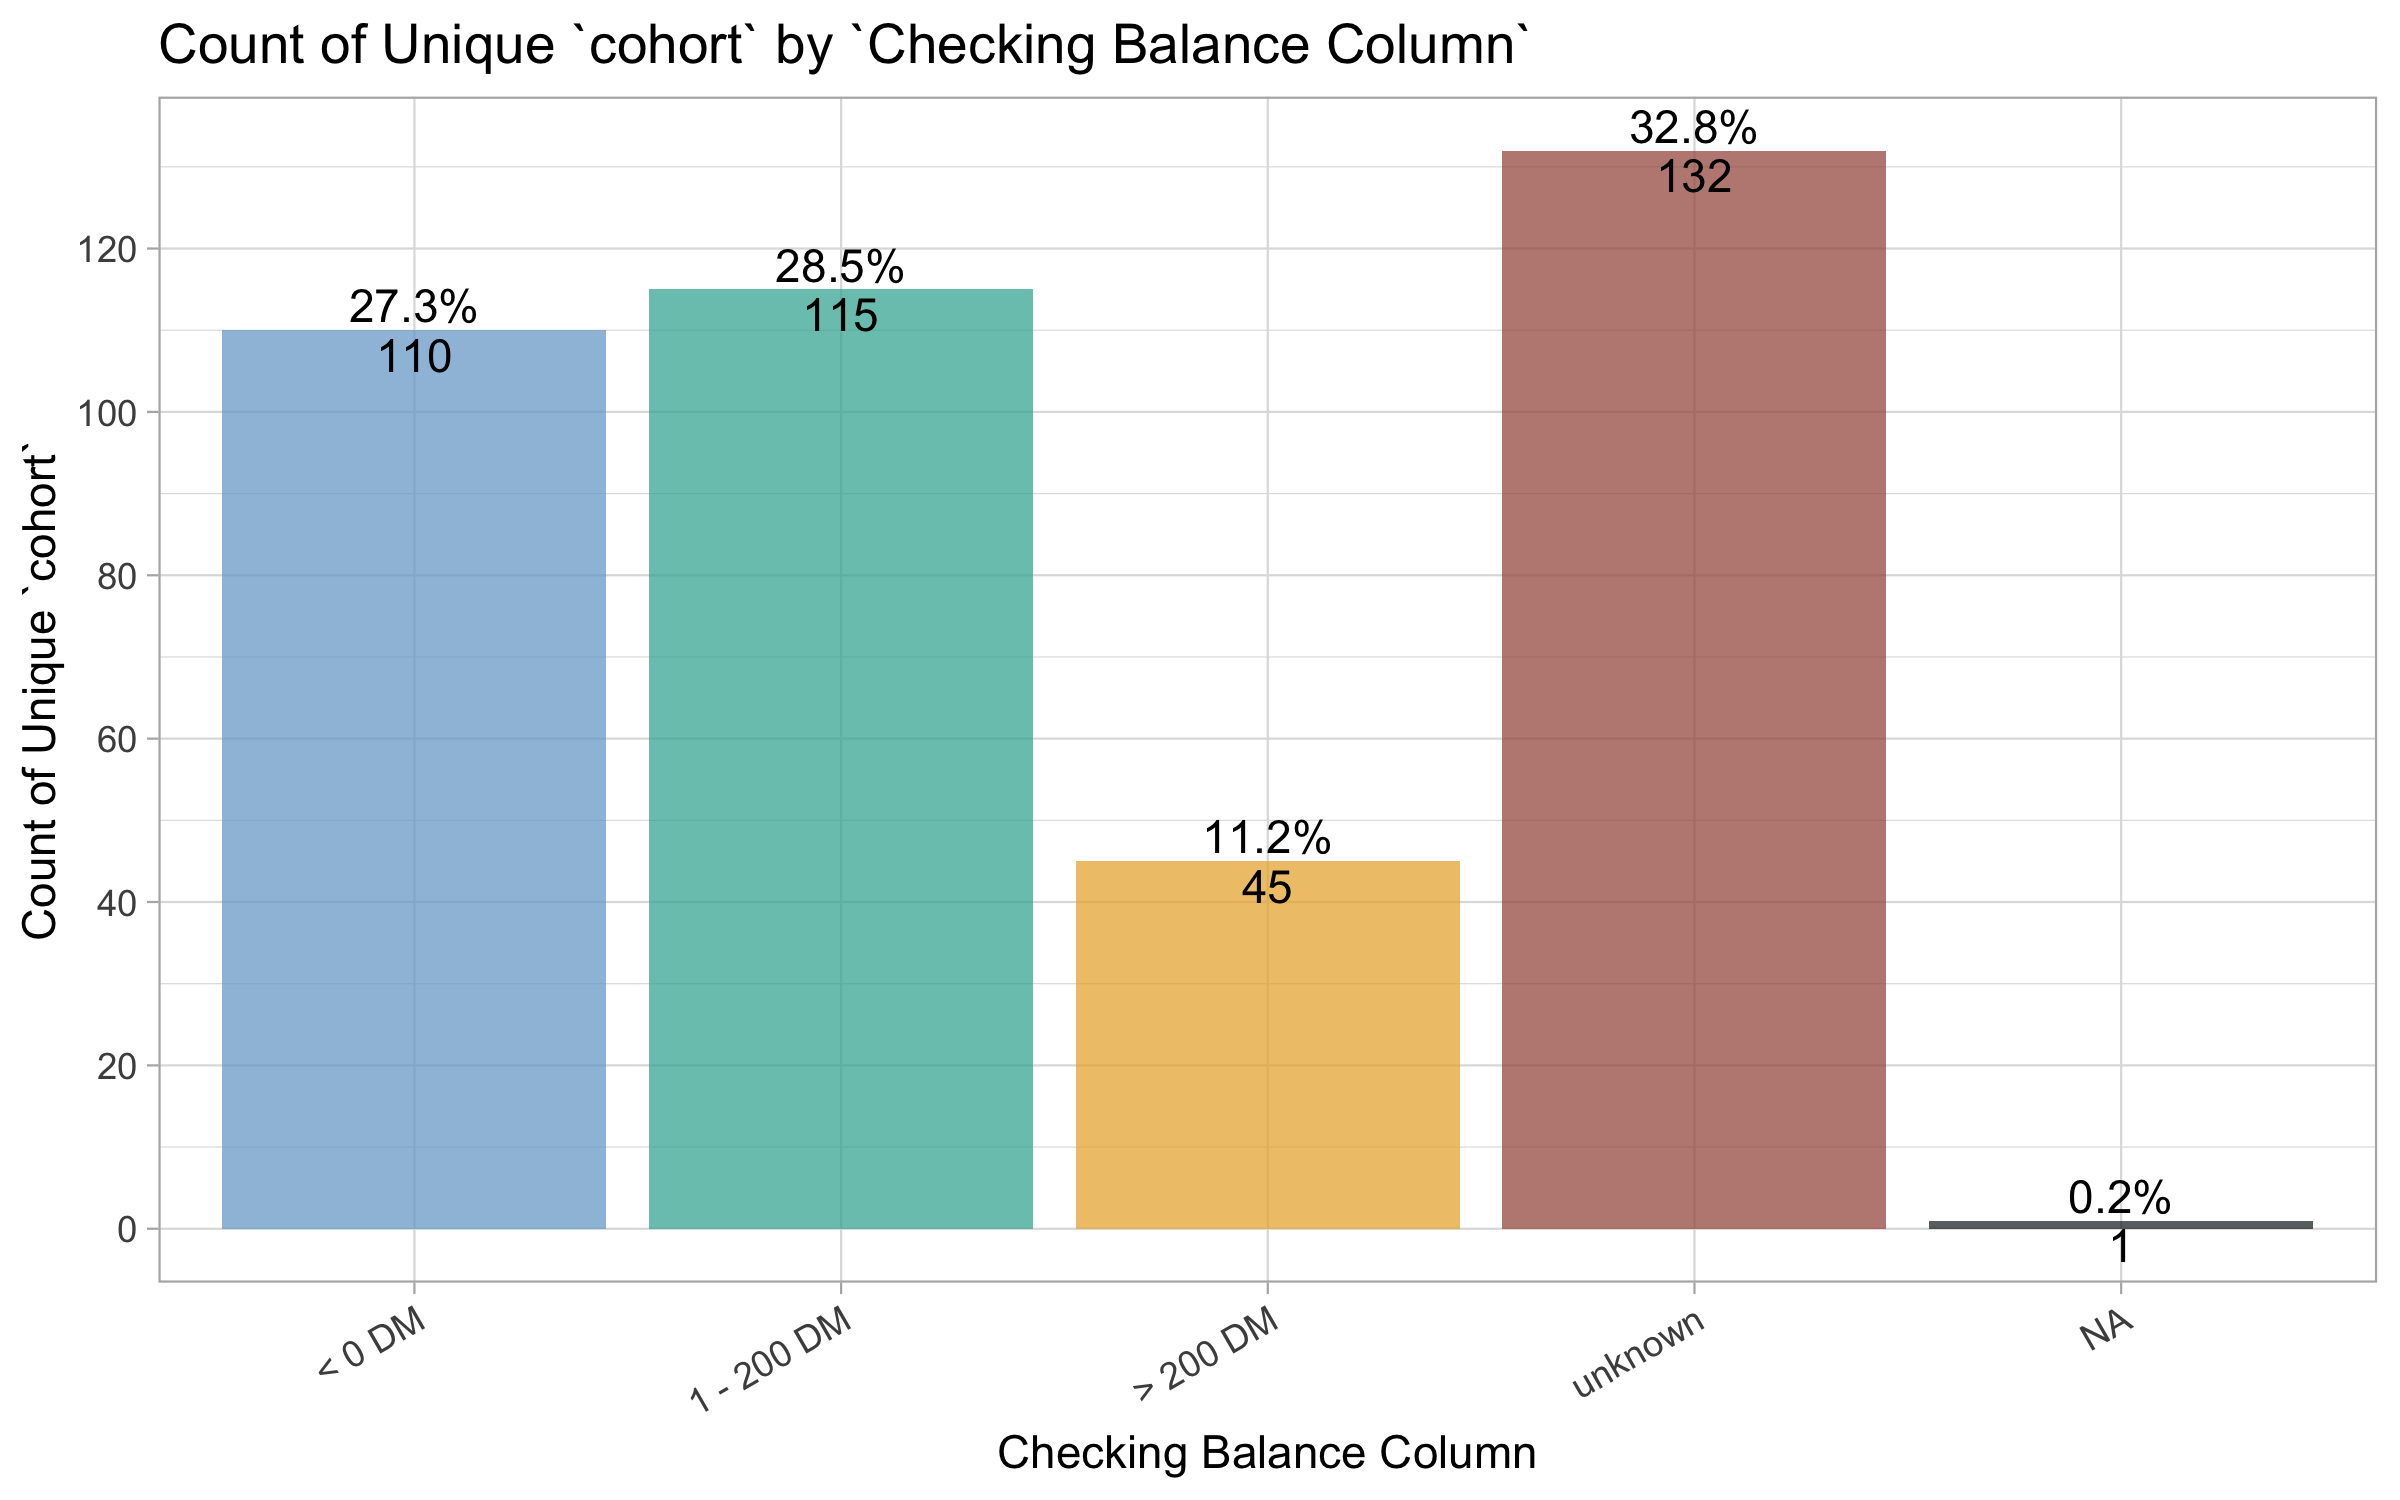 Count of Unique `cohort` by `Checking Balance Column`
32.8%
132
28.5%
115
27.3%
110
11.2%
45
0.2%
1
120
100
80
60
40
20
0
Count of Unique `cohort`
< 0 DM
1 - 200 DM
> 200 DM
unknown
NA
Checking Balance Column